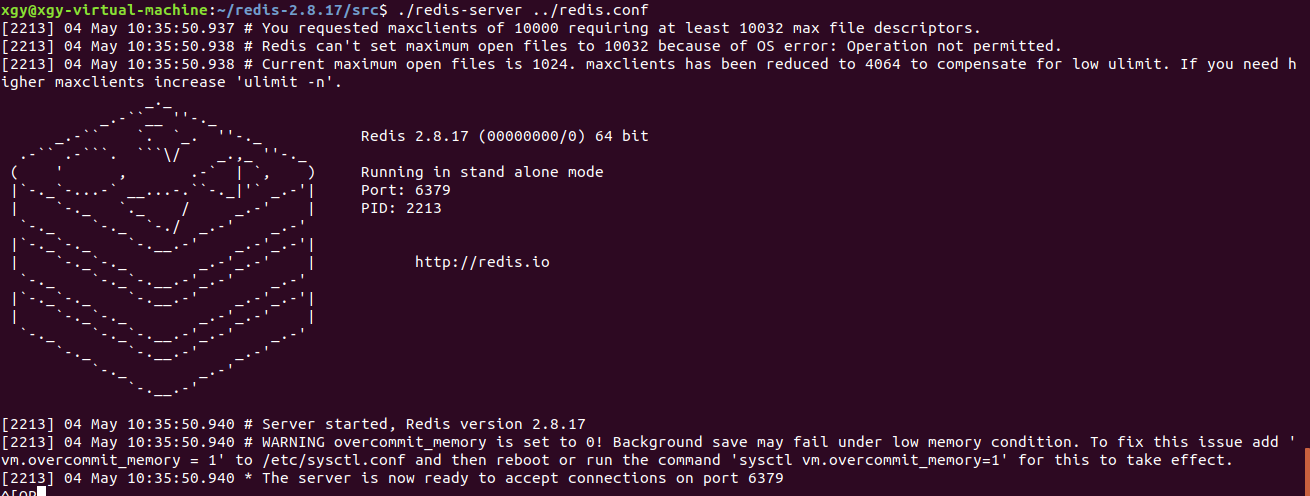 xgy@xgy-virtual-machine:~/redis-2.8.17/src$ ./redis-server ../redis.conf
[2213] 04 May 10:35:50.937 # You requested maxclients of 10000 requiring at least 10032 max file descriptors.
[2213] 04 May 10:35:50.938 # Redis can't set maximum open files to 10032 because of OS error: Operation not permitted.
[2213] 04 May 10:35:50.938 # Current maximum open files is 1024. maxclients has been reduced to 4064 to compensate for low ulimit. If you need h
igher maxclients increase 'ulimit -n'.
Redis 2.8.17 (00000000/0) 64 bit
Running in stand alone mode
Port: 6379
PID: 2213
http://redis.io
[2213] 04 May 10:35:50.940 # Server started, Redis version 2.8.17
[2213] 04 May 10:35:50.940 # WARNING overcommit_memory is set to 0! Background save may fail under low memory condition. To fix this issue add '
vm.overcommit_memory = 1' to /etc/sysctl.conf and then reboot or run the command 'sysctl vm.overcommit_memory=1' for this to take effect.
[2213] 04 May 10:35:50.940 * The server is now ready to accept connections on port 6379